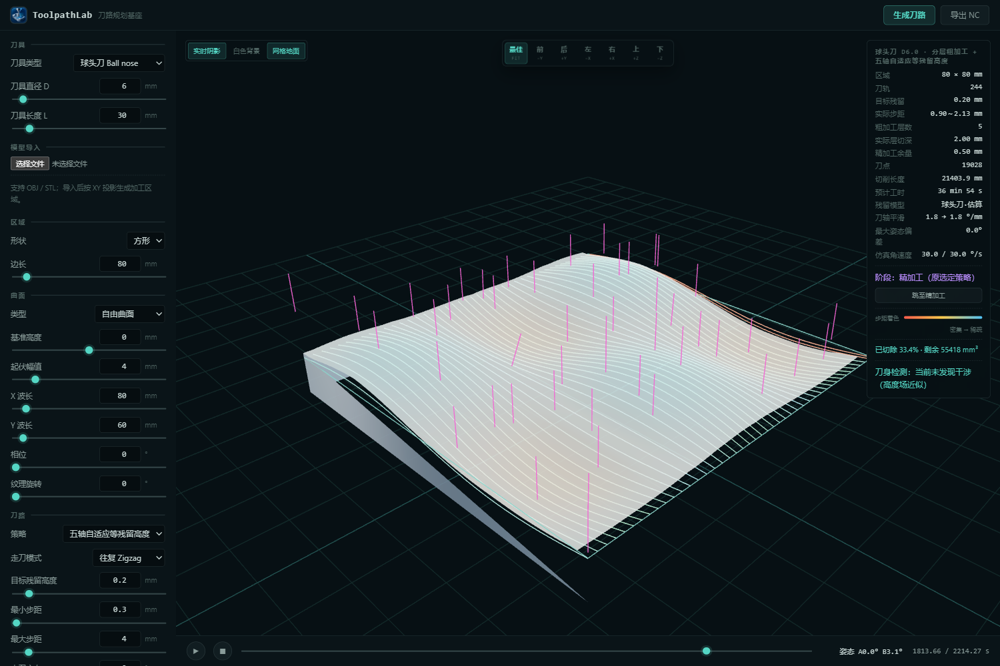 ToolpathLab 刀路规划基座
生成刀路 导出 NC
刀具
刀具类型 球头刀 Ball nose
刀具直径 D 6 mm
刀具长度 L 30 mm
模型导入
选择文件 未选择文件
支持 OBJ / STL；导入后按 XY 投影生成加工区
域。
区域
形状 方形
边长 80 mm
曲面
类型 自由曲面
基准高度 0 mm
起伏幅值 4 mm
X 波长 80 mm
Y 波长 60 mm
相位 0 °
纹理旋转 0 °
刀路
策略 五轴自适应等残留高度
走刀模式 往复 Zigzag
目标残留高度 0.2 mm
最小步距 0.3 mm
最大步距 4 mm
实时阴影 白色背景 网格地面
最佳 前 后 左 右 上 下
FIT -Y +Y -X +X +Z -Z
球头刀 D6.0 · 分层粗加工 +
五轴自适应等残留高度
区域 80 × 80 mm
刀轨 244
目标残留 0.20 mm
实际步距 0.90~2.13 mm
粗加工层数 5
实际层切深 2.00 mm
精加工余量 0.50 mm
刀点 19028
切削长度 21403.9 mm
预计工时 36 min 54 s
残留模型 球头刀·估算
刀轴平滑 1.8 → 1.8 °/mm
最大姿态偏
差 0.0°
仿真角速度 30.0 / 30.0 °/s
阶段：精加工（原选定策略）
跳至精加工
步距着色
密集 → 稀疏
已切除 33.4% · 剩余 55418 mm³
刀身检测：当前未发现干涉
（高度场近似）
姿态 A0.0° B3.1° 1813.66 / 2214.27 s